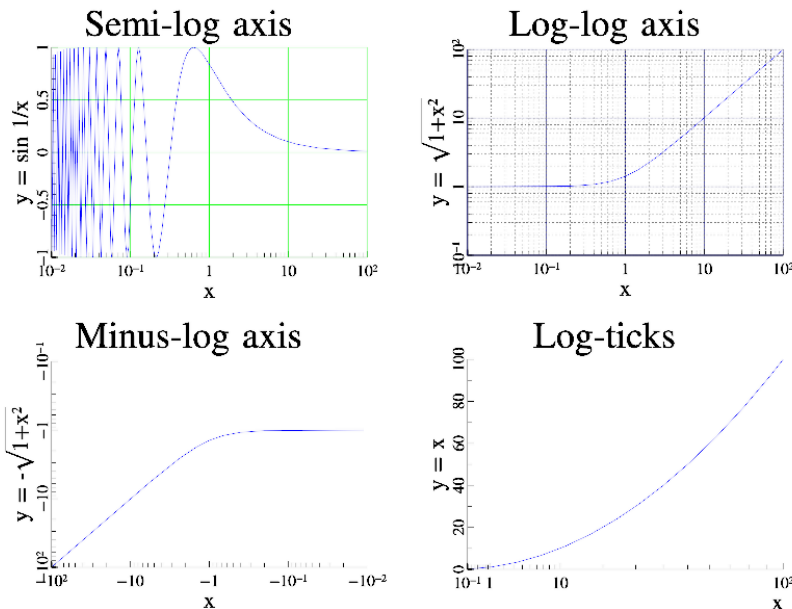 Semi-log axis
y = sin 1/x
1
0.5
0
−0.5
−1
10⁻² 10⁻¹ 1 10 10²
x
Log-log axis
y = √1+x²
10²
10
1
10⁻¹
10⁻² 10⁻¹ 1 10 10²
x
Minus-log axis
y = -√1+x²
−10⁻¹
−1
−10
−10²
−10² −10 −1 −10⁻¹ −10⁻²
x
Log-ticks
y = x
100
80
60
40
20
0
10⁻¹ 1 10 10²
x